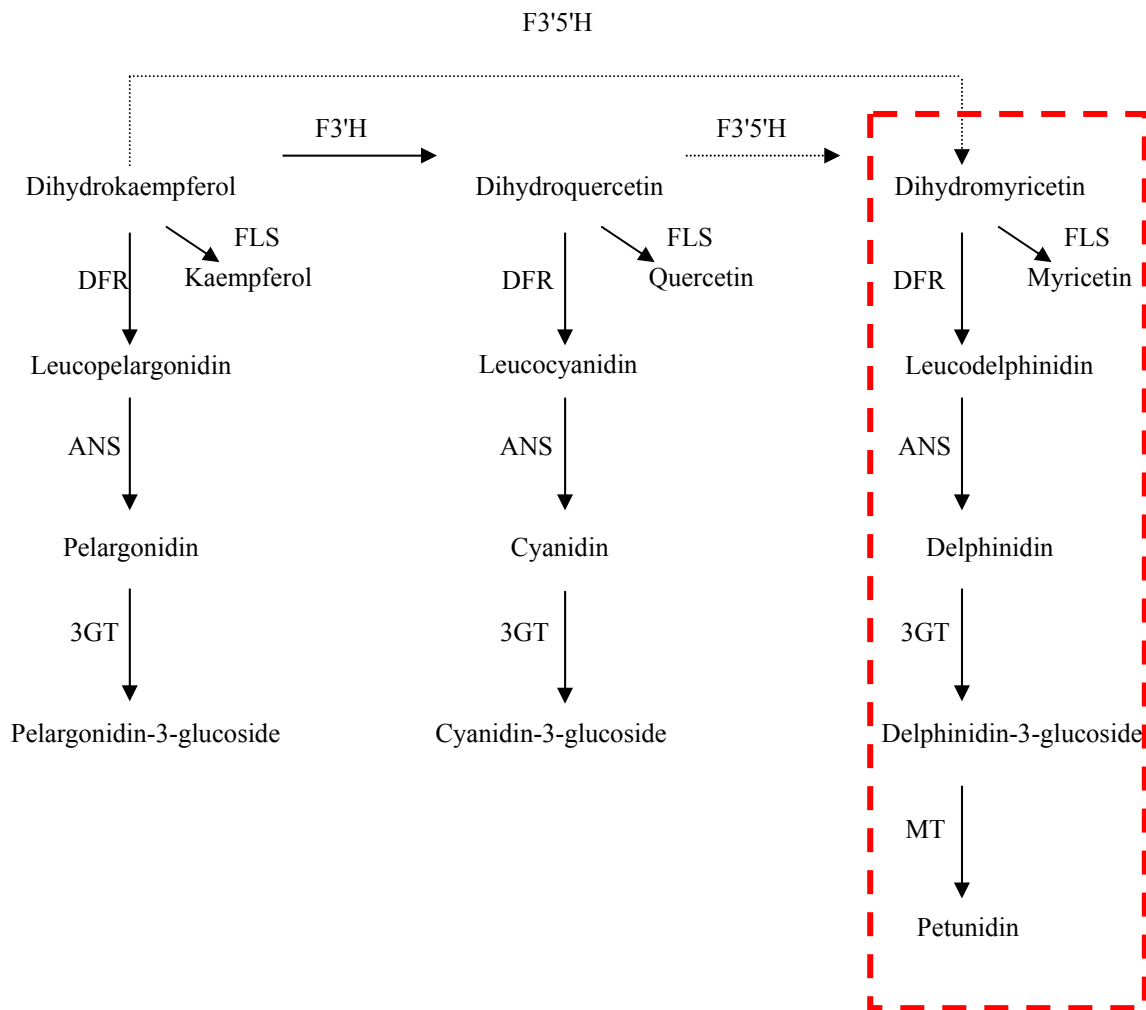 F3'5'H
F3'H
F3'5'H
Dihydrokaempferol
Dihydroquercetin
Dihydromyricetin
FLS
FLS
FLS
DFR
Kaempferol
DFR
Quercetin
DFR
Myricetin
Leucopelargonidin
Leucocyanidin
Leucodelphinidin
ANS
ANS
ANS
Pelargonidin
Cyanidin
Delphinidin
3GT
3GT
3GT
Pelargonidin-3-glucoside
Cyanidin-3-glucoside
Delphinidin-3-glucoside
MT
Petunidin